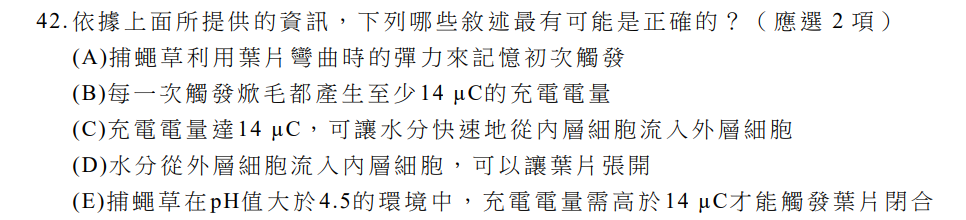 42.依據上面所提供的資訊，下列哪些敘述最有可能是正確的？（應選 2 項）
(A)捕蠅草利用葉片彎曲時的彈力來記憶初次觸發
(B)每一次觸發焮毛都產生至少14 μC的充電電量
(C)充電電量達14 μC，可讓水分快速地從內層細胞流入外層細胞
(D)水分從外層細胞流入內層細胞，可以讓葉片張開
(E)捕蠅草在pH值大於4.5的環境中，充電電量需高於14 μC才能觸發葉片閉合